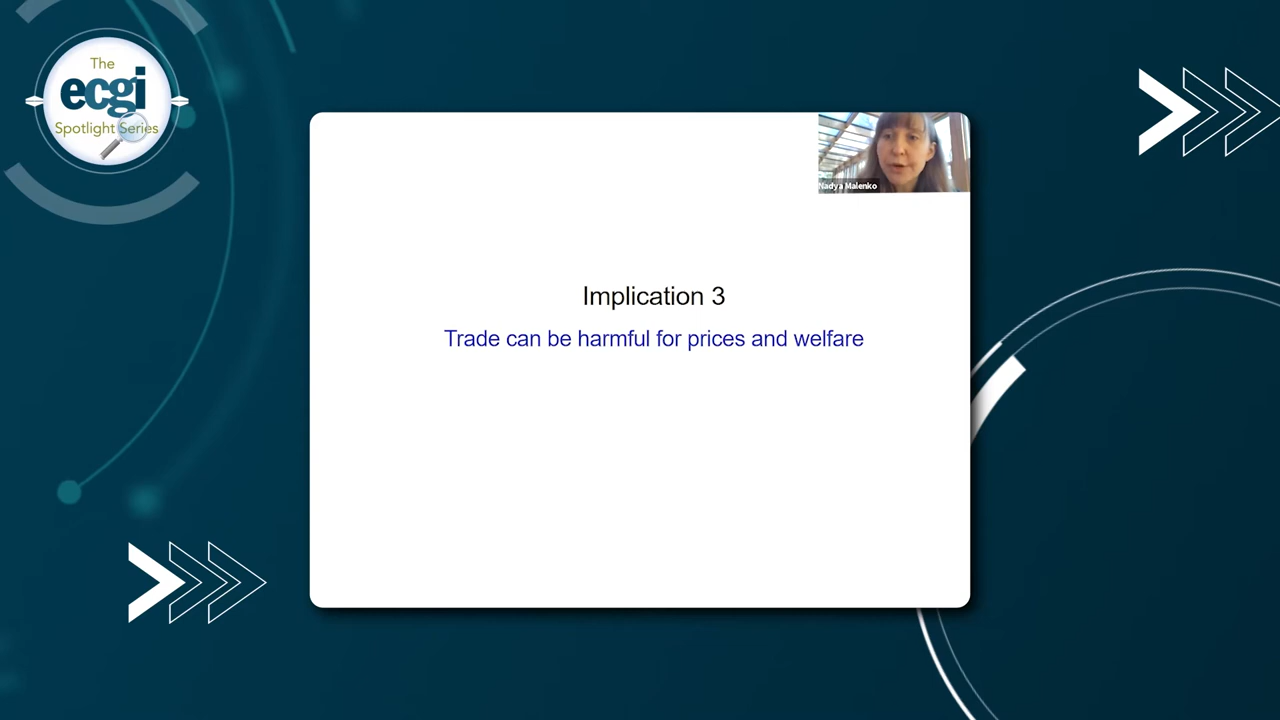 The
ecgi
Spotlight Series
Nadya Malenko
Implication 3
Trade can be harmful for prices and welfare